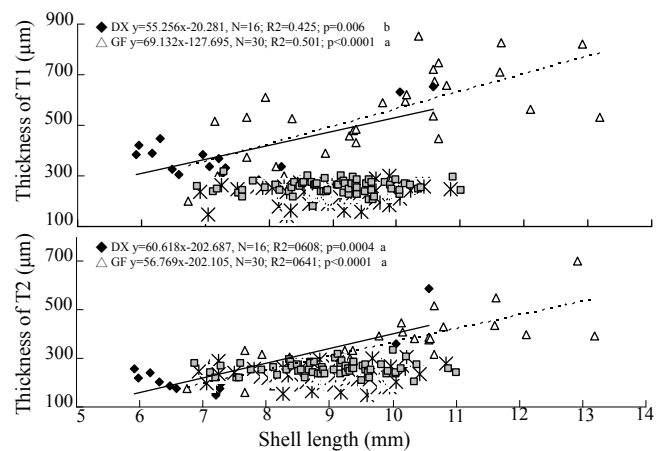 900
700
500
300
100
Thickness of T1 (µm)
DX y=55.256x-20.281, N=16; R2=0.425; p=0.006 b
GF y=69.132x-127.695, N=30; R2=0.501; p<0.0001 a
700
500
300
100
Thickness of T2 (µm)
DX y=60.618x-202.687, N=16; R2=0608; p=0.0004 a
GF y=56.769x-202.105, N=30; R2=0641; p<0.0001 a
5 6 7 8 9 10 11 12 13 14
Shell length (mm)